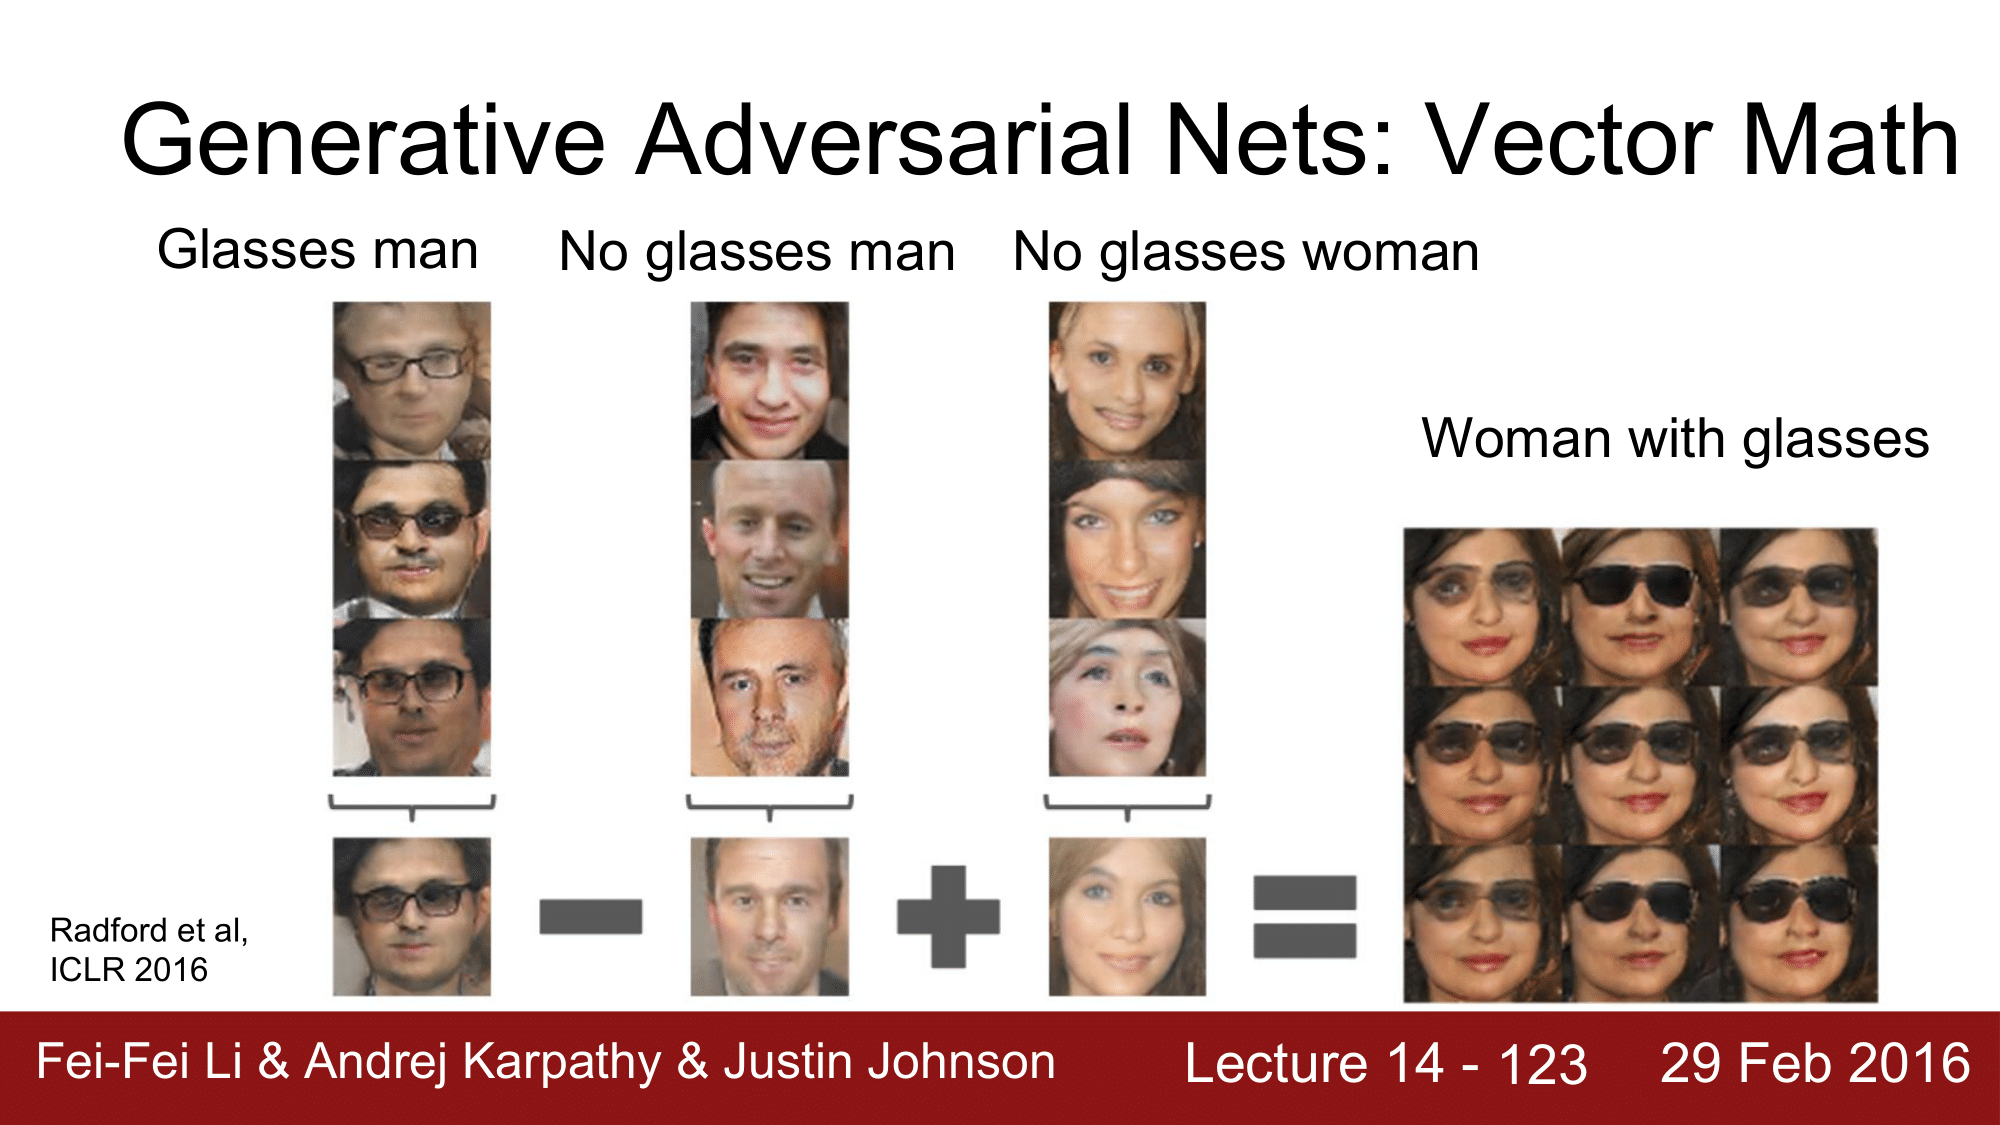 Generative Adversarial Nets: Vector Math
Glasses man
No glasses man
No glasses woman
Woman with glasses
Radford et al,
ICLR 2016
Fei-Fei Li & Andrej Karpathy & Justin Johnson
Lecture 14 - 123
29 Feb 2016